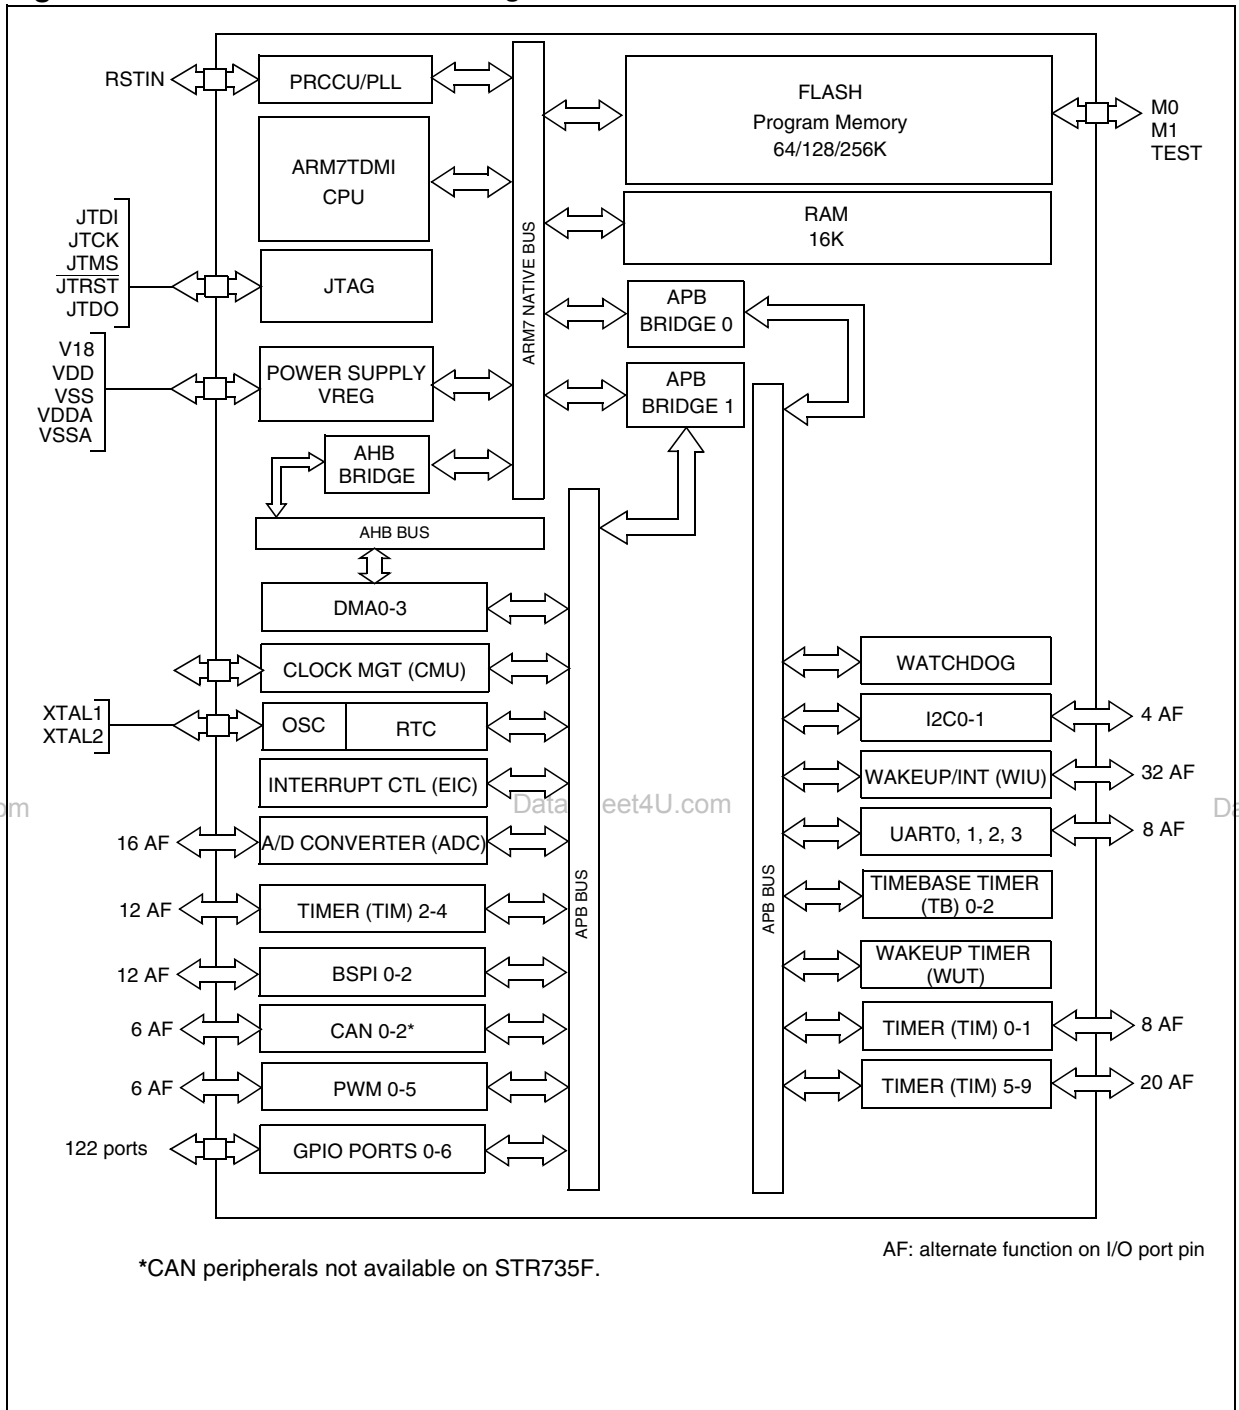 RSTIN
PRCCU/PLL
FLASH
Program Memory
64/128/256K
M0
M1
TEST
ARM7TDMI
CPU
RAM
16K
JTDI
JTCK
JTMS
JTRST
JTDO
JTAG
ARM7 NATIVE BUS
APB
BRIDGE 0
V18
VDD
VSS
VDDA
VSSA
POWER SUPPLY
VREG
APB
BRIDGE 1
AHB
BRIDGE
AHB BUS
DMA0-3
CLOCK MGT (CMU)
WATCHDOG
XTAL1
XTAL2
OSC
RTC
I2C0-1
4 AF
INTERRUPT CTL (EIC)
WAKEUP/INT (WIU)
32 AF
16 AF
A/D CONVERTER (ADC)
UART0, 1, 2, 3
8 AF
APB BUS
APB BUS
12 AF
TIMER (TIM) 2-4
TIMEBASE TIMER
(TB) 0-2
12 AF
BSPI 0-2
WAKEUP TIMER
(WUT)
6 AF
CAN 0-2*
TIMER (TIM) 0-1
8 AF
6 AF
PWM 0-5
TIMER (TIM) 5-9
20 AF
122 ports
GPIO PORTS 0-6
AF: alternate function on I/O port pin
*CAN peripherals not available on STR735F.